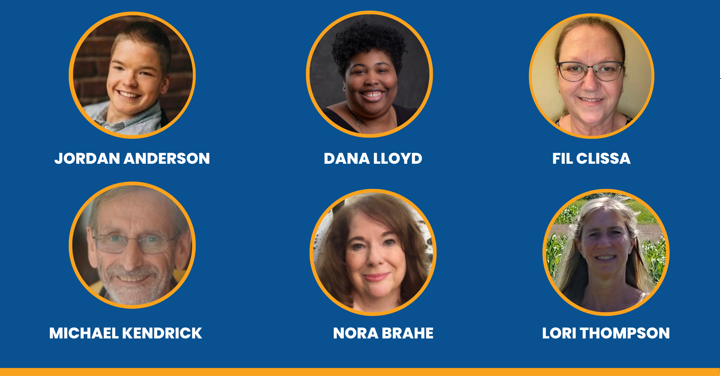 JORDAN ANDERSON
DANA LLOYD
FIL CLISSA
MICHAEL KENDRICK
NORA BRAHE
LORI THOMPSON